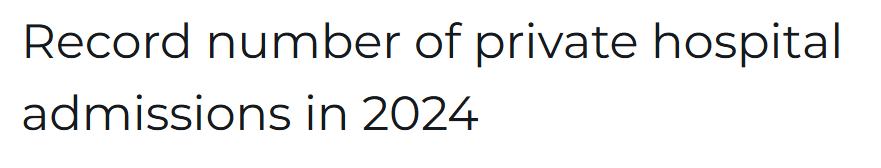 Record number of private hospital
admissions in 2024